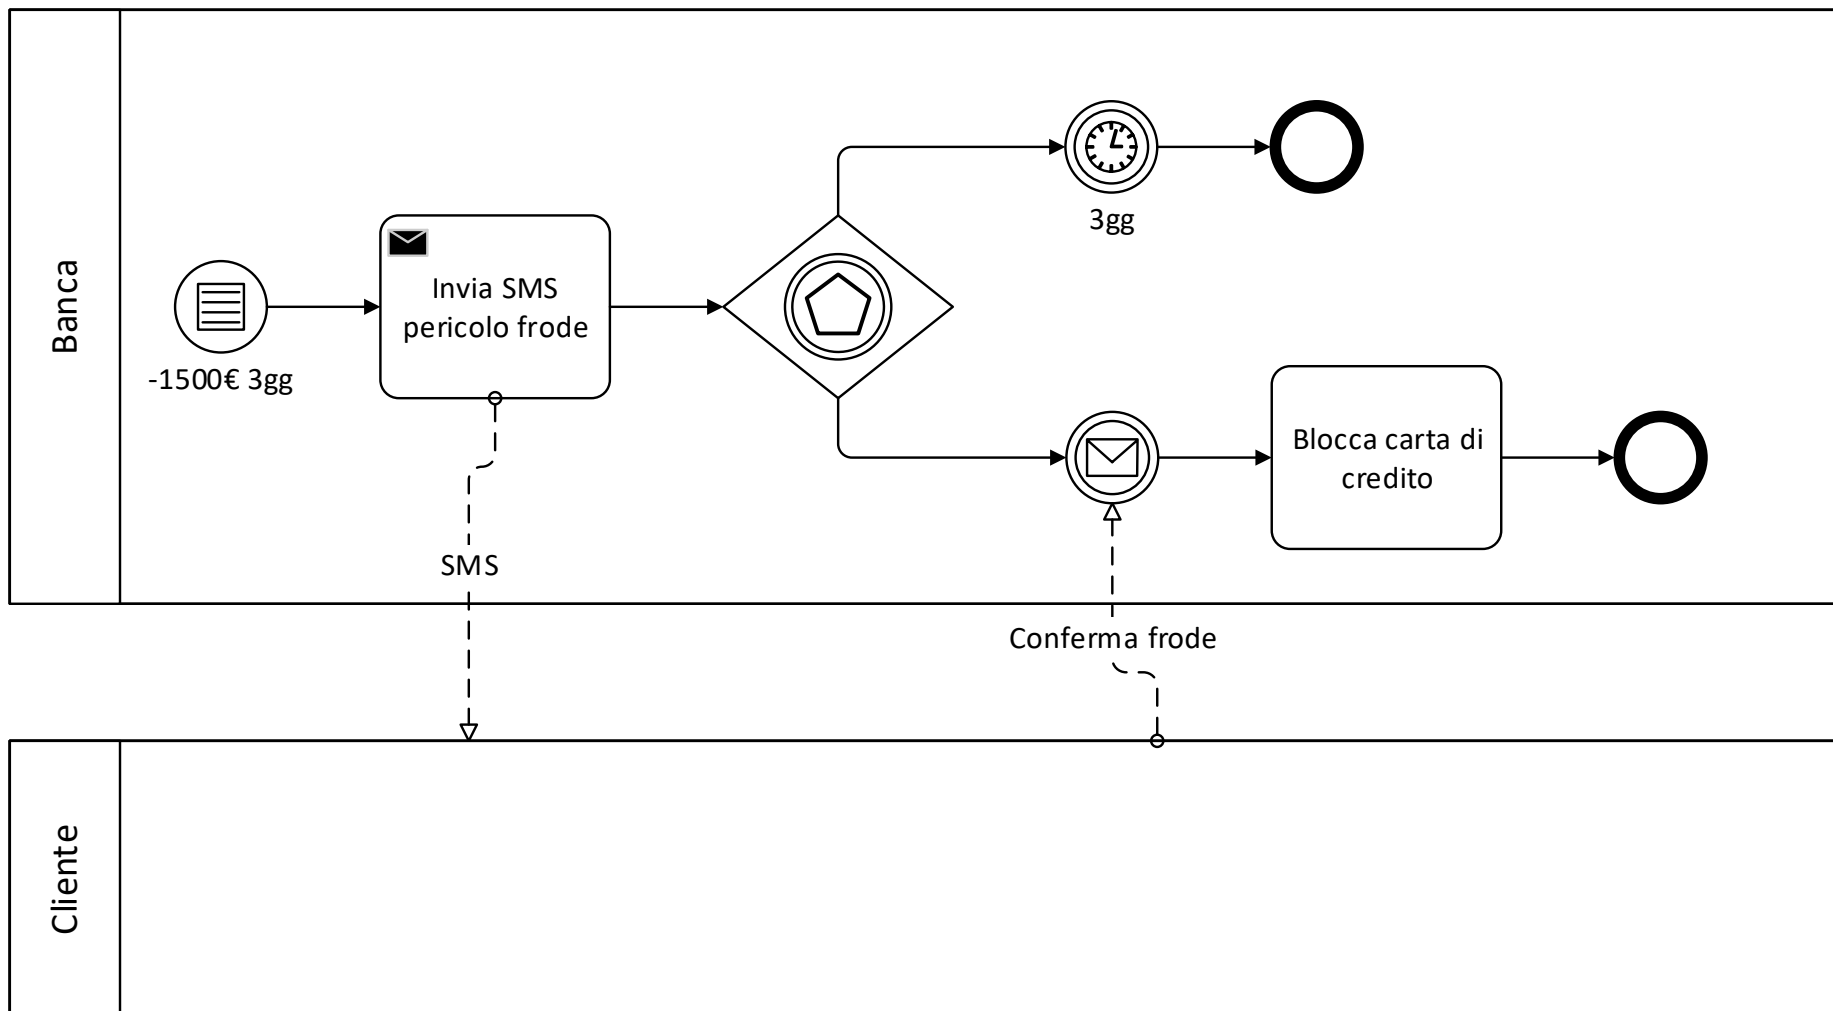 Banca
-1500€ 3gg
Invia SMS
pericolo frode
3gg
Blocca carta di
credito
SMS
Conferma frode
Cliente